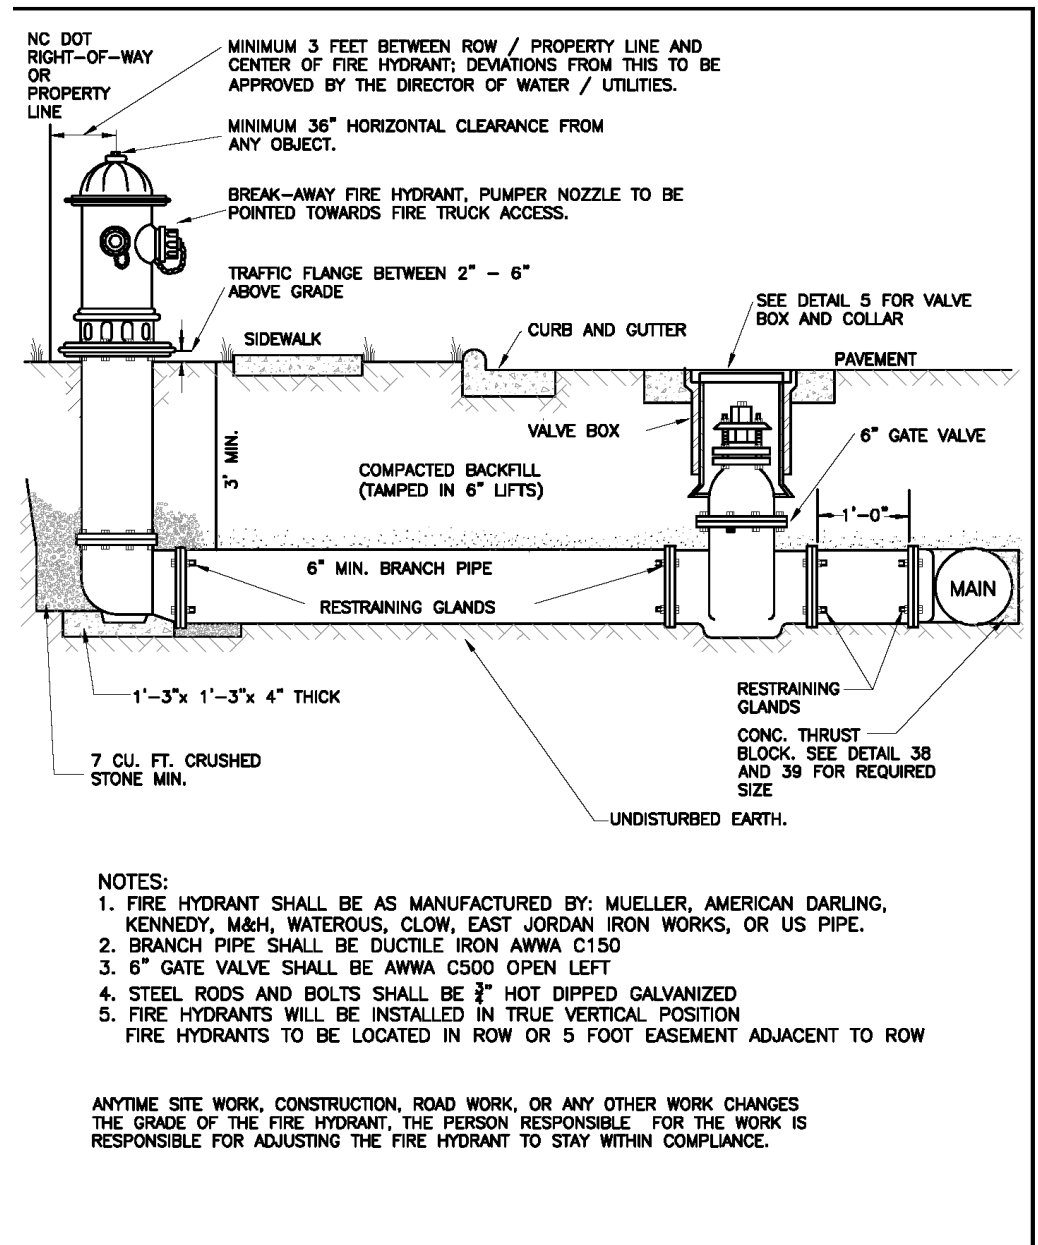 NC DOT
RIGHT-OF-WAY
OR
PROPERTY
LINE
MINIMUM 3 FEET BETWEEN ROW / PROPERTY LINE AND
CENTER OF FIRE HYDRANT; DEVIATIONS FROM THIS TO BE
APPROVED BY THE DIRECTOR OF WATER / UTILITIES.
MINIMUM 36" HORIZONTAL CLEARANCE FROM
ANY OBJECT.
BREAK-AWAY FIRE HYDRANT, PUMPER NOZZLE TO BE
POINTED TOWARDS FIRE TRUCK ACCESS.
TRAFFIC FLANGE BETWEEN 2" - 6"
ABOVE GRADE
SIDEWALK
CURB AND GUTTER
SEE DETAIL 5 FOR VALVE
BOX AND COLLAR
PAVEMENT
VALVE BOX
6" GATE VALVE
3' MIN.
COMPACTED BACKFILL
(TAMPED IN 6" LIFTS)
1'-0"
6" MIN. BRANCH PIPE
RESTRAINING GLANDS
MAIN
1'-3"x 1'-3"x 4" THICK
RESTRAINING
GLANDS
7 CU. FT. CRUSHED
STONE MIN.
CONC. THRUST
BLOCK. SEE DETAIL 38
AND 39 FOR REQUIRED
SIZE
UNDISTURBED EARTH.
NOTES:
1. FIRE HYDRANT SHALL BE AS MANUFACTURED BY: MUELLER, AMERICAN DARLING,
KENNEDY, M&H, WATEROUS, CLOW, EAST JORDAN IRON WORKS, OR US PIPE.
2. BRANCH PIPE SHALL BE DUCTILE IRON AWWA C150
3. 6" GATE VALVE SHALL BE AWWA C500 OPEN LEFT
4. STEEL RODS AND BOLTS SHALL BE 3/4" HOT DIPPED GALVANIZED
5. FIRE HYDRANTS WILL BE INSTALLED IN TRUE VERTICAL POSITION
FIRE HYDRANTS TO BE LOCATED IN ROW OR 5 FOOT EASEMENT ADJACENT TO ROW
ANYTIME SITE WORK, CONSTRUCTION, ROAD WORK, OR ANY OTHER WORK CHANGES
THE GRADE OF THE FIRE HYDRANT, THE PERSON RESPONSIBLE FOR THE WORK IS
RESPONSIBLE FOR ADJUSTING THE FIRE HYDRANT TO STAY WITHIN COMPLIANCE.